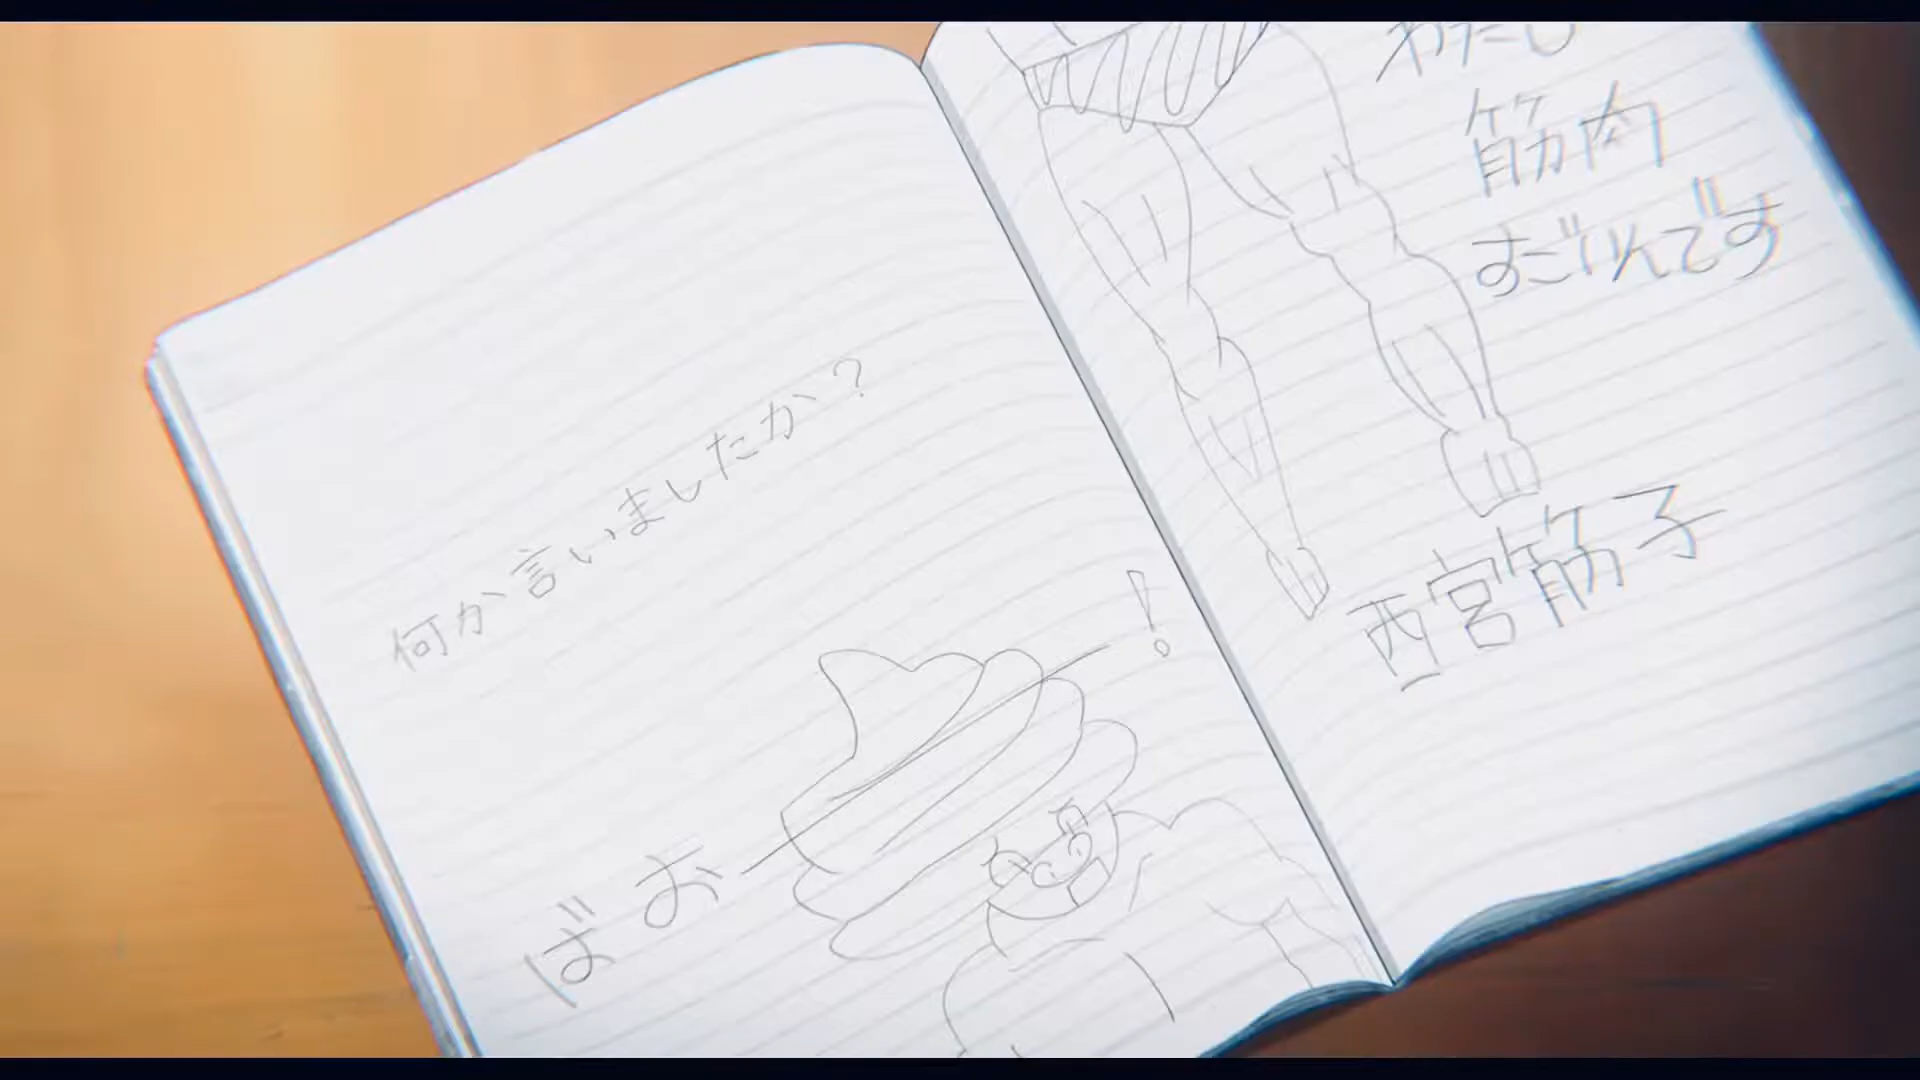 何か言いましたか?
ばおー!
わたし
筋肉
すごいんです
西宮筋子